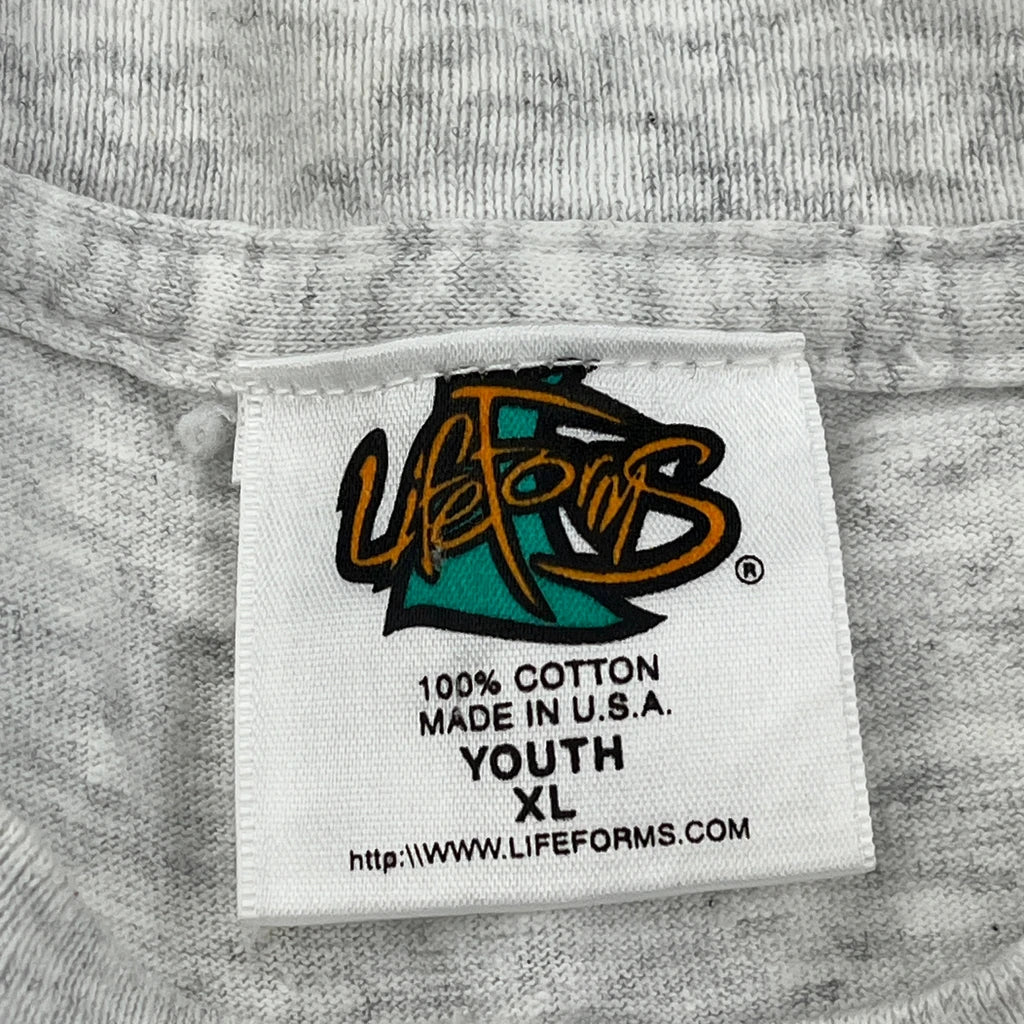 LifeForms ®
100% COTTON
MADE IN U.S.A.
YOUTH
XL
http:\\WWW.LIFEFORMS.COM